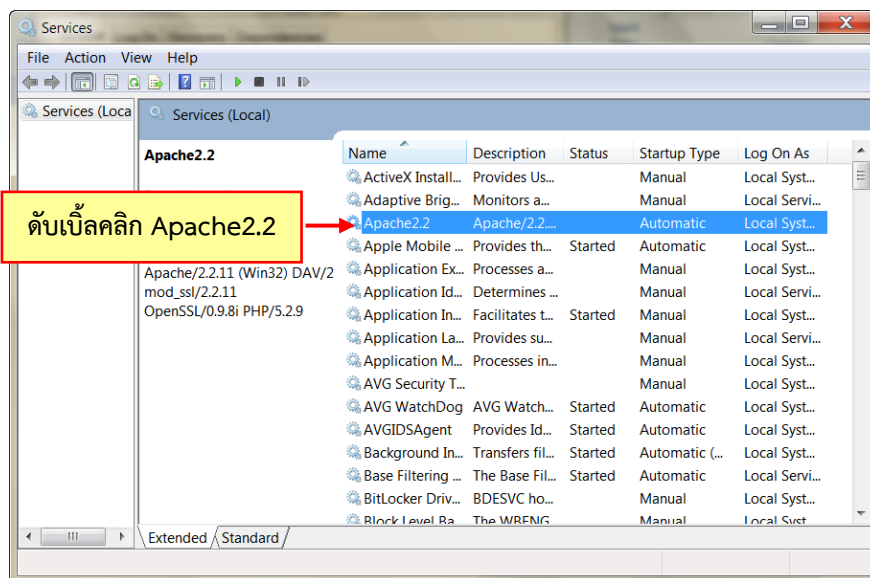 Services
File Action View Help
Services (Loca
Services (Local)
Apache2.2
ดับเบิ้ลคลิก Apache2.2
Apache/2.2.11 (Win32) DAV/2
mod_ssl/2.2.11
OpenSSL/0.9.8i PHP/5.2.9
Name Description Status Startup Type Log On As
ActiveX Install... Provides Us... Manual Local Syst...
Adaptive Brig... Monitors a... Manual Local Servi...
Apache2.2 Apache/2.2.... Automatic Local Syst...
Apple Mobile ... Provides th... Started Automatic Local Syst...
Application Ex... Processes a... Manual Local Syst...
Application Id... Determines ... Manual Local Servi...
Application In... Facilitates t... Started Manual Local Syst...
Application La... Provides su... Manual Local Servi...
Application M... Processes in... Manual Local Syst...
AVG Security T... Manual Local Syst...
AVG WatchDog AVG Watch... Started Automatic Local Syst...
AVGIDSAgent Provides Id... Started Automatic Local Syst...
Background In... Transfers fil... Started Automatic (... Local Syst...
Base Filtering ... The Base Fil... Started Automatic Local Servi...
BitLocker Driv... BDESVC ho... Manual Local Syst...
Block Level Ba... The WBENG... Manual Local Syst...
Extended Standard